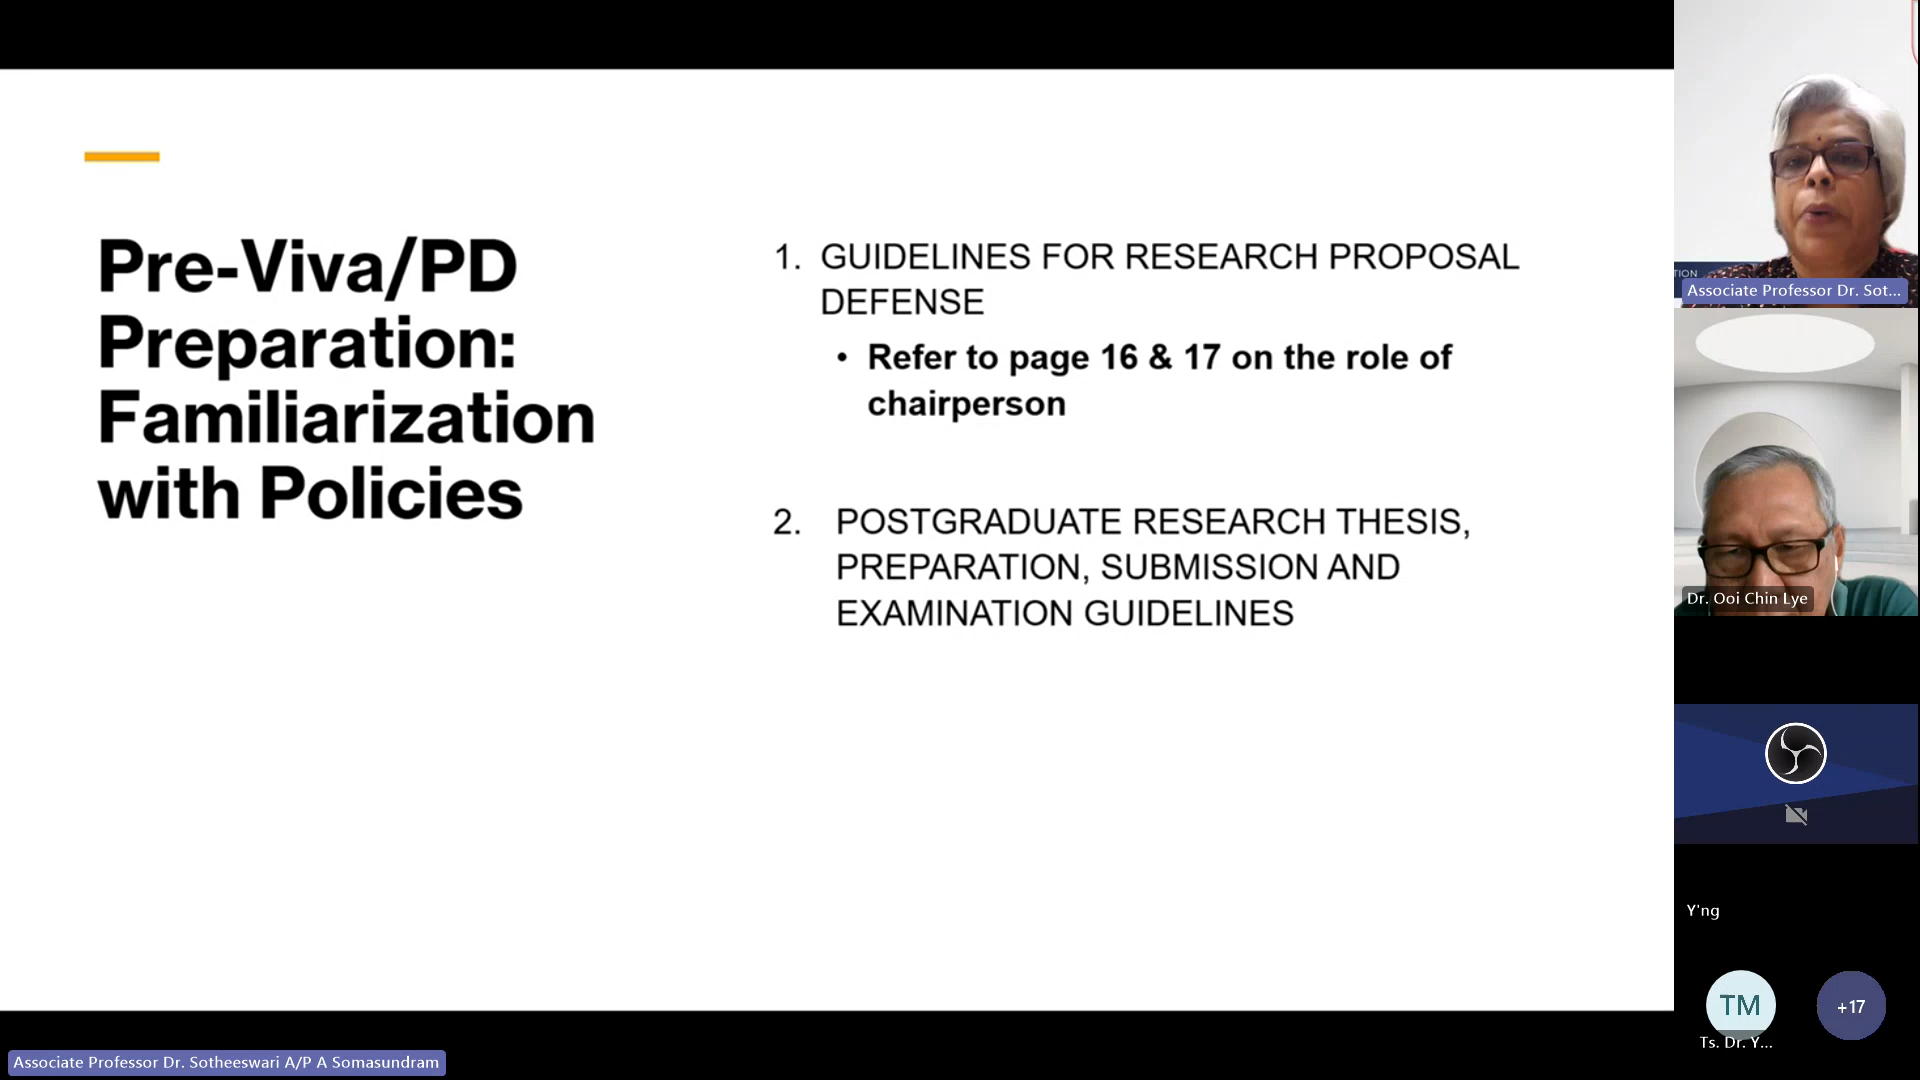 Pre-Viva/PD
Preparation:
Familiarization
with Policies
1. GUIDELINES FOR RESEARCH PROPOSAL
DEFENSE
• Refer to page 16 & 17 on the role of
chairperson
2. POSTGRADUATE RESEARCH THESIS,
PREPARATION, SUBMISSION AND
EXAMINATION GUIDELINES
TION
Associate Professor Dr. Sot...
Dr. Ooi Chin Lye
Y'ng
TM
+17
Ts. Dr. Y...
Associate Professor Dr. Sotheeswari A/P A Somasundram